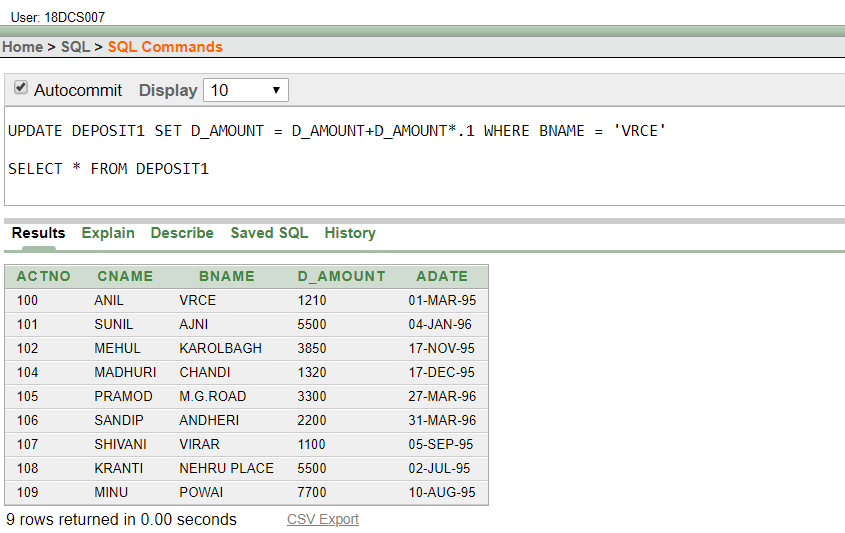 User: 18DCS007
Home > SQL > SQL Commands
Autocommit Display 10
UPDATE DEPOSIT1 SET D_AMOUNT = D_AMOUNT+D_AMOUNT*.1 WHERE BNAME = 'VRCE'
SELECT * FROM DEPOSIT1
Results Explain Describe Saved SQL History
ACTNO CNAME BNAME D_AMOUNT ADATE
100 ANIL VRCE 1210 01-MAR-95
101 SUNIL AJNI 5500 04-JAN-96
102 MEHUL KAROLBAGH 3850 17-NOV-95
104 MADHURI CHANDI 1320 17-DEC-95
105 PRAMOD M.G.ROAD 3300 27-MAR-96
106 SANDIP ANDHERI 2200 31-MAR-96
107 SHIVANI VIRAR 1100 05-SEP-95
108 KRANTI NEHRU PLACE 5500 02-JUL-95
109 MINU POWAI 7700 10-AUG-95
9 rows returned in 0.00 seconds CSV Export